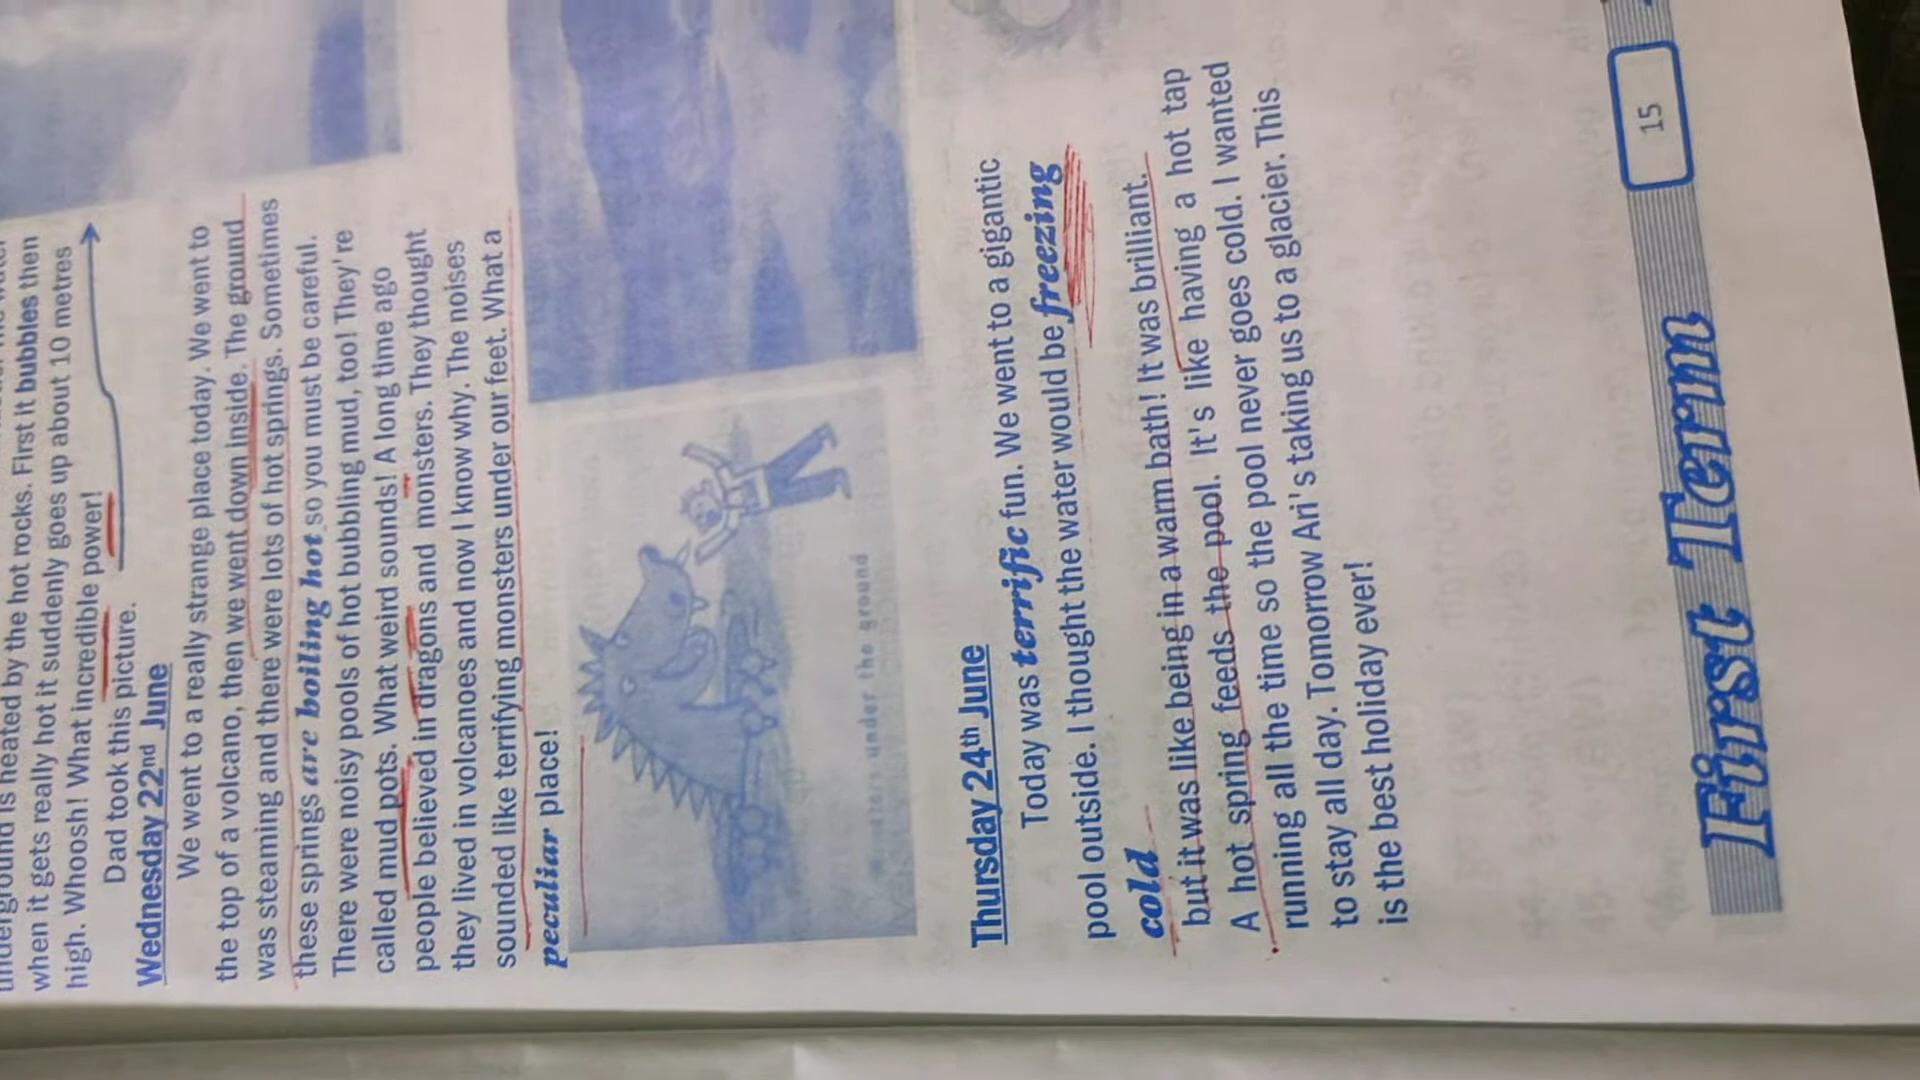 underground is heated by the hot rocks. First it bubbles then
when it gets really hot it suddenly goes up about 10 metres
high. Whoosh! What incredible power!
Dad took this picture.
Wednesday 22nd June
We went to a really strange place today. We went to
the top of a volcano, then we went down inside. The ground
was steaming and there were lots of hot springs. Sometimes
these springs are boiling hot so you must be careful.
There were noisy pools of hot bubbling mud, too! They're
called mud pots. What weird sounds! A long time ago
people believed in dragons and monsters. They thought
they lived in volcanoes and now I know why. The noises
sounded like terrifying monsters under our feet. What a
peculiar place!
under the ground
Thursday 24th June
Today was terrific fun. We went to a gigantic
pool outside. I thought the water would be freezing
cold
but it was like being in a warm bath! It was brilliant.
A hot spring feeds the pool. It's like having a hot tap
running all the time so the pool never goes cold. I wanted
to stay all day. Tomorrow Ari's taking us to a glacier. This
is the best holiday ever!
First Term
15